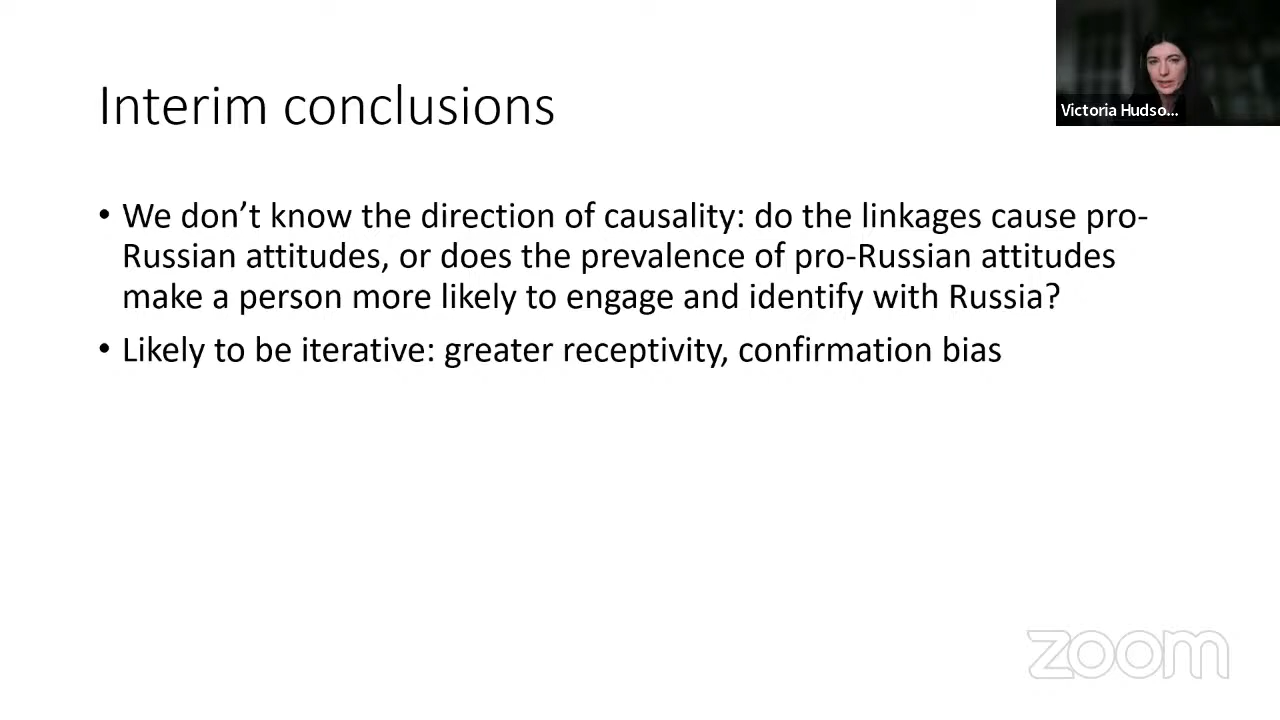 Interim conclusions
Victoria Hudso...
• We don’t know the direction of causality: do the linkages cause pro-
Russian attitudes, or does the prevalence of pro-Russian attitudes
make a person more likely to engage and identify with Russia?
• Likely to be iterative: greater receptivity, confirmation bias
zoom